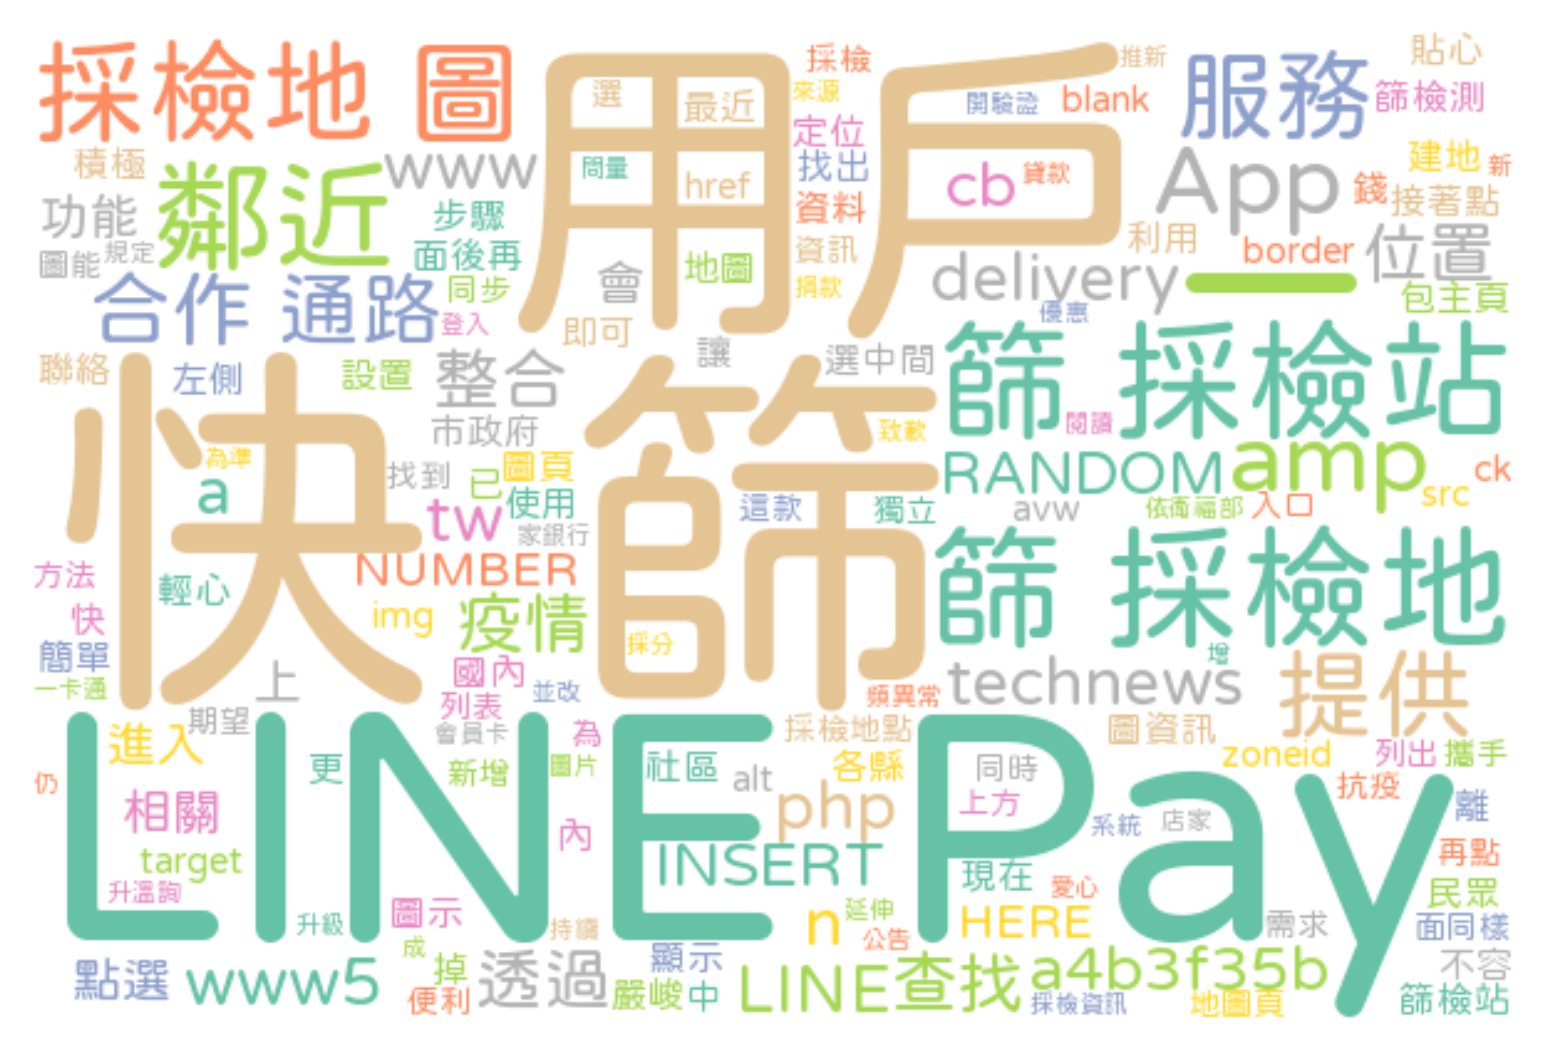 採檢地 圖
用戶
採檢
推新
服務
貼心
選
最近
來源
開驗證
blank
篩檢測
定位
積極
鄰近
www
問量
href
找出
cb
貸款
App
建地
新
功能
步驟
資料
錢
接著點
圖能
規定
面後再
地圖
資訊
利用
border
位置
合作 通路
同步
會
捐款
delivery
一
包主頁
登入
即可
優惠
聯絡
左側
設置
整合
讓
選中間
篩 採檢站
快篩
市政府
致歉
閱讀
為準
找到
圖頁
RANDOM
amp
ck
a
已
使用
tw
這款
獨立
avw
依衛福部
入口
src
家銀行
方法
輕心
NUMBER
篩 採檢地
快
img
疫情
採分
簡單
國內
technews
增
提供
一卡通
上
列表
並改
頻異常
期望
進入
會員卡
為
採檢地點
圖資訊
仍
更
新增
圖片
社區
alt
各縣
同時
zoneid
列出
攜手
LINE Pay
相關
內
php
上方
系統
店家
抗疫
離
target
INSERT
現在
愛心
再點
升溫詢
民眾
升級
圖示
持續
n
延伸
HERE
需求
面同樣
成
公告
點選
www5
掉
透過
顯示
a4b3f35b
不容
便利
嚴峻
中
LINE
查找
採檢資訊
地圖頁
篩檢站